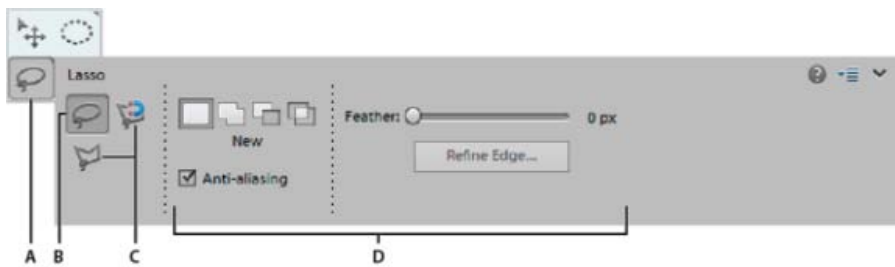 Lasso
Feather: 0 px
New
Refine Edge...
Anti-aliasing
A B C D